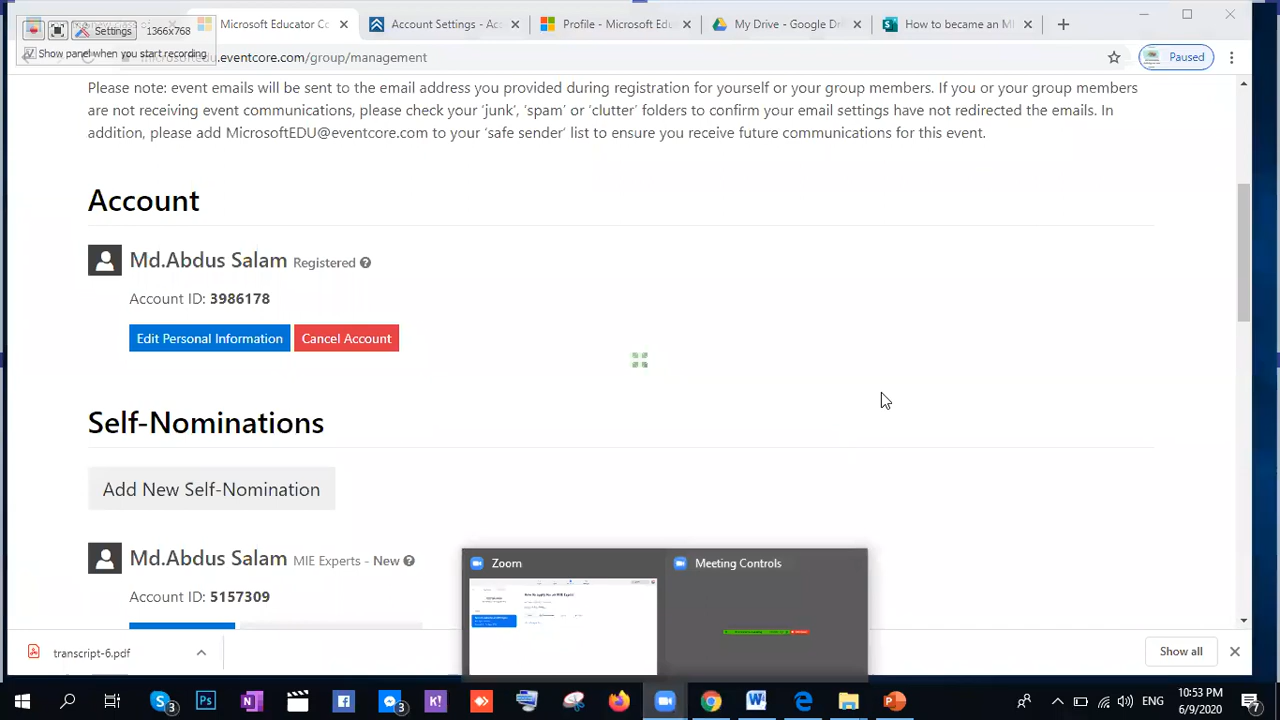 Microsoft Educator Ce
Account Settings - Acc
Profile - Microsoft Edu
My Drive - Google Dr
How to became an MI
Settings
1366x768
Show panel when you start recording
.eventcore.com/group/management
Paused
Please note: event emails will be sent to the email address you provided during registration for yourself or your group members. If you or your group members
are not receiving event communications, please check your ‘junk’, ‘spam’ or ‘clutter’ folders to confirm your email settings have not redirected the emails. In
addition, please add MicrosoftEDU@eventcore.com to your ‘safe sender’ list to ensure you receive future communications for this event.
Account
Md.Abdus Salam Registered
Account ID: 3986178
Edit Personal Information
Cancel Account
Self-Nominations
Add New Self-Nomination
Md.Abdus Salam MIE Experts - New
Account ID: 5157309
Zoom
Meeting Controls
transcript-6.pdf
Show all
3
3
ENG
10:53 PM
6/9/2020
7